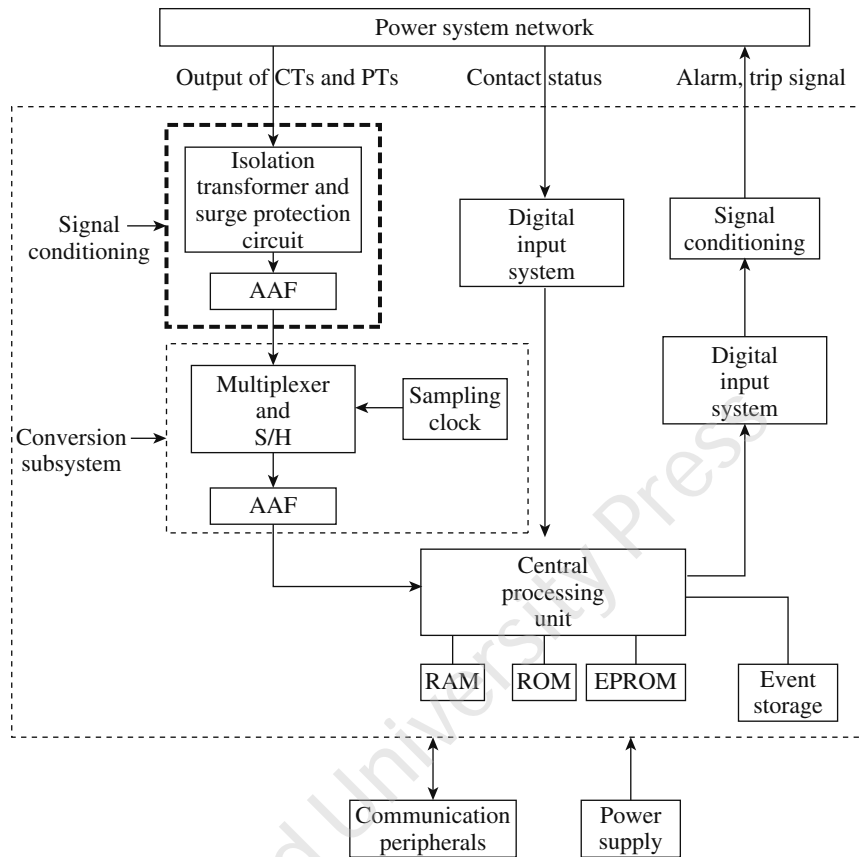 Power system network
Output of CTs and PTs
Contact status
Alarm, trip signal
Isolation
transformer and
surge protection
circuit
Signal
conditioning
AAF
Digital
input
system
Signal
conditioning
Multiplexer
and
S/H
Sampling
clock
Digital
input
system
Conversion
subsystem
AAF
Central
processing
unit
RAM
ROM
EPROM
Event
storage
Communication
peripherals
Power
supply
University Press